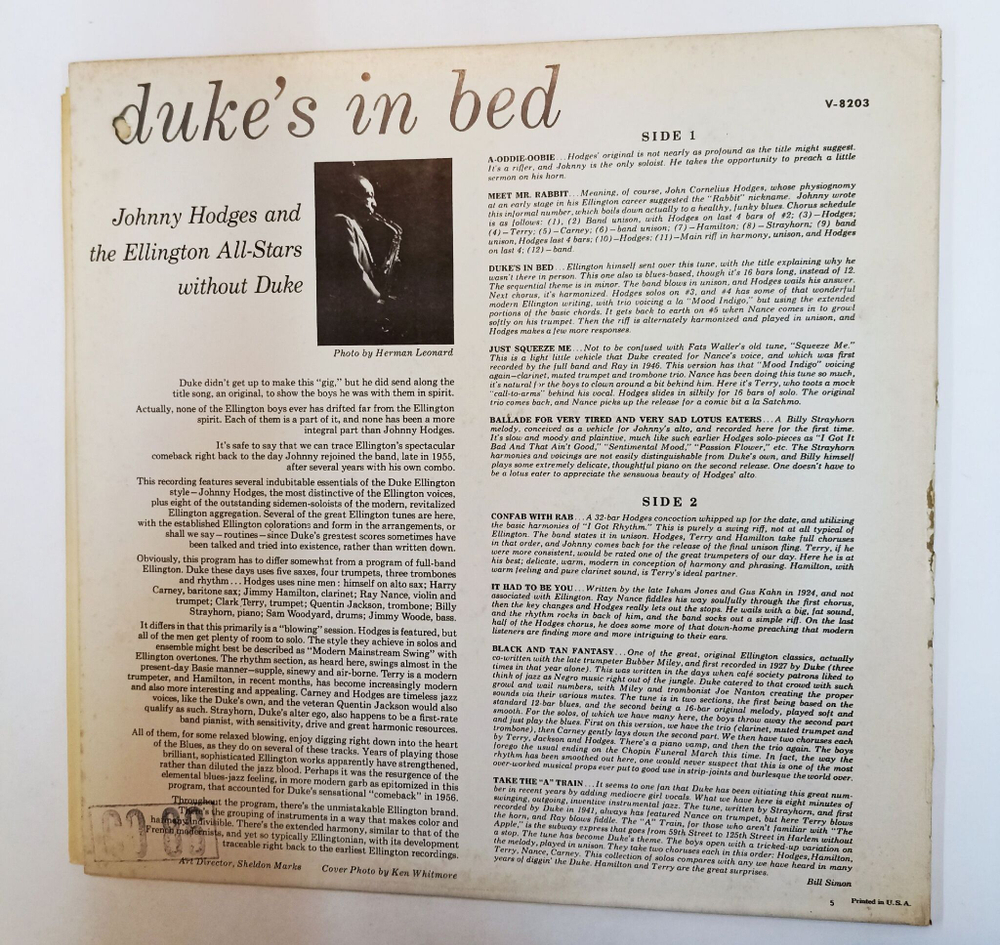 duke's in bed
V-8203
Johnny Hodges and
the Ellington All-Stars
without Duke
Photo by Herman Leonard
Duke didn't get up to make this "gig," but he did send along the
title song, an original, to show the boys he was with them in spirit.
Actually, none of the Ellington boys ever has drifted far from the Ellington
spirit. Each of them is a part of it, and none has been a more
integral part than Johnny Hodges.
It's safe to say that we can trace Ellington's spectacular
comeback right back to the day Johnny rejoined the band, late in 1955,
after several years with his own combo.
This recording features several indubitable essentials of the Duke Ellington
style—Johnny Hodges, the most distinctive of the Ellington voices,
plus eight of the outstanding sidemen-soloists of the modern, revitalized
Ellington aggregation. Several of the great Ellington tunes are here,
with the established Ellington colorations and form in the arrangements, or
shall we say—routines—since Duke's greatest scores sometimes have
been talked and tried into existence, rather than written down.
Obviously, this program has to differ somewhat from a program of full-band
Ellington. Duke these days uses five saxes, four trumpets, three trombones
and rhythm...Hodges uses nine men: himself on alto sax; Harry
Carney, baritone sax; Jimmy Hamilton, clarinet; Ray Nance, violin and
trumpet; Clark Terry, trumpet; Quentin Jackson, trombone; Billy
Strayhorn, piano; Sam Woodyard, drums; Jimmy Woode, bass.
It differs in that this primarily is a "blowing" session. Hodges is featured, but
all of the men get plenty of room to solo. The style they achieve in solos and
ensemble might best be described as "Modern Mainstream Swing" with
Ellington overtones. The rhythm section, as heard here, swings almost in the
present-day Basie manner—supple, sinewy and air-borne. Terry is a modern
trumpeter, and Hamilton, in recent months, has become increasingly modern
and also more interesting and appealing. Carney and Hodges are timeless jazz
voices, like the Duke's own, and the veteran Quentin Jackson would also
qualify as such. Strayhorn, Duke's alter ego, also happens to be a first-rate
band pianist, with sensitivity, drive and great harmonic resources.
All of them, for some relaxed blowing, enjoy digging right down into the heart
of the Blues, as they do on several of these tracks. Years of playing those
brilliant, sophisticated Ellington works apparently have strengthened,
rather than diluted the jazz blood. Perhaps it was the resurgence of the
elemental blues-jazz feeling, in more modern garb as epitomized in this
program, that accounted for Duke's sensational "comeback" in 1956.
Throughout the program, there's the unmistakable Ellington brand,
the grouping of instruments in a way that makes color and
harmony indivisible. There's the extended harmony, similar to that of the
French modernists, and yet so typically Ellingtonian, with its development
traceable right back to the earliest Ellington recordings.
Art Director, Sheldon Marks Cover Photo by Ken Whitmore
SIDE 1
A-ODDIE-OOBIE...Hodges' original is not nearly as profound as the title might suggest.
It's a riffer, and Johnny is the only soloist. He takes the opportunity to preach a little
sermon on his horn.
MEET MR. RABBIT...Meaning, of course, John Cornelius Hodges, whose physiognomy
at an early stage in his Ellington career suggested the "Rabbit" nickname. Johnny wrote
this informal number, which boils down actually to a healthy, funky blues. Chorus schedule
is as follows: (1), (2) Band unison, with Hodges on last 4 bars of #2; (3)—Hodges;
(4)—Terry; (5)—Carney; (6)—band unison; (7)—Hamilton; (8)—Strayhorn; (9) band
unison, Hodges last 4 bars; (10)—Hodges; (11)—Main riff in harmony, unison, and Hodges
on last 4; (12)—band.
DUKE'S IN BED...Ellington himself sent over this tune, with the title explaining why he
wasn't there in person. This one also is blues-based, though it's 16 bars long, instead of 12.
The sequential theme is in minor. The band blows in unison, and Hodges wails his answer.
Next chorus, it's harmonized. Hodges solos on #3, and #4 has some of that wonderful
modern Ellington writing, with trio voicing a la "Mood Indigo," but using the extended
portions of the basic chords. It gets back to earth on #5 when Nance comes in to growl
softly on his trumpet. Then the riff is alternately harmonized and played in unison, and
Hodges makes a few more responses.
JUST SQUEEZE ME...Not to be confused with Fats Waller's old tune, "Squeeze Me."
This is a light little vehicle that Duke created for Nance's voice, and which was first
recorded by the full band and Ray in 1946. This version has that "Mood Indigo" voicing
again—clarinet, muted trumpet and trombone trio. Nance has been doing this tune so much,
it's natural for the boys to clown around a bit behind him. Here it's Terry, who toots a mock
"call-to-arms" behind his vocal. Hodges slides in silkily for 16 bars of solo. The original
trio comes back, and Nance picks up the release for a comic bit a la Satchmo.
BALLADE FOR VERY TIRED AND VERY SAD LOTUS EATERS...A Billy Strayhorn
melody, conceived as a vehicle for Johnny's alto, and recorded here for the first time.
It's slow and moody and plaintive, much like such earlier Hodges solo-pieces as "I Got It
Bad And That Ain't Good," "Sentimental Mood," "Passion Flower," etc. The Strayhorn
harmonies and voicings are not easily distinguishable from Duke's own, and Billy himself
plays some extremely delicate, thoughtful piano on the second release. One doesn't have to
be a lotus eater to appreciate the sensuous beauty of Hodges' alto.
SIDE 2
CONFAB WITH RAB...A 32-bar Hodges concoction whipped up for the date, and utilizing
the basic harmonies of "I Got Rhythm." This is purely a swing riff, not at all typical of
Ellington. The band states it in unison. Hodges, Terry and Hamilton take full choruses
in that order, and Johnny comes back for the release of the final unison fling. Terry, if he
were more consistent, would be rated one of the great trumpeters of our day. Here he is at
his best; delicate, warm, modern in conception of harmony and phrasing. Hamilton, with
warm feeling and pure clarinet sound, is Terry's ideal partner.
IT HAD TO BE YOU...Written by the late Isham Jones and Gus Kahn in 1924, and not
associated with Ellington. Ray Nance fiddles his way soulfully through the first chorus,
then the key changes and Hodges really lets out the stops. He wails with a big, fat sound,
and the rhythm rocks in back of him, and the band socks out a simple riff. On the last
half of the Hodges chorus, he does some more of that down-home preaching that modern
listeners are finding more and more intriguing to their ears.
BLACK AND TAN FANTASY...One of the great, original Ellington classics, actually
co-written with the late trumpeter Bubber Miley, and first recorded in 1927 by Duke (three
times in that year alone). This was written in the days when café society patrons liked to
think of jazz as Negro music right out of the jungle. Duke catered to that crowd with such
growl and wail numbers, with Miley and trombonist Joe Nanton creating the proper
sounds via their various mutes. The tune is in two sections, the first being based on the
standard 12-bar blues, and the second being a 16-bar original melody, played soft and
smooth. For the solos, of which we have many here, the boys throw away the second part
and just play the blues. First on this version, we have the trio (clarinet, muted trumpet and
trombone), then Carney gently lays down the second part. We then have two choruses each
by Terry, Jackson and Hodges. There's a piano vamp, and then the trio again. The boys
forego the usual ending on the Chopin Funeral March this time. In fact, the way the
rhythm has been smoothed out here, one would never suspect that this is one of the most
over-worked musical props ever put to good use in strip-joints and burlesque the world over.
TAKE THE "A" TRAIN...It seems to one fan that Duke has been vitiating this great num-
ber in recent years by adding mediocre girl vocals. What we have here is eight minutes of
swinging, outgoing, inventive instrumental jazz. The tune, written by Strayhorn, and first
recorded by Duke in 1941, always has featured Nance on trumpet, but here Terry blows
the horn, and Ray blows fiddle. The "A" Train, for those who aren't familiar with "The
Apple," is the subway express that goes from 59th Street to 125th Street in Harlem without
a stop. The tune has become Duke's theme. The boys open with a tricked-up variation on
the melody, played in unison. They take two choruses each in this order: Hodges, Hamilton,
Terry, Nance, Carney. This collection of solos compares with any we have heard in many
years of diggin' the Duke. Hamilton and Terry are the great surprises.
Bill Simon
5 Printed in U.S.A.